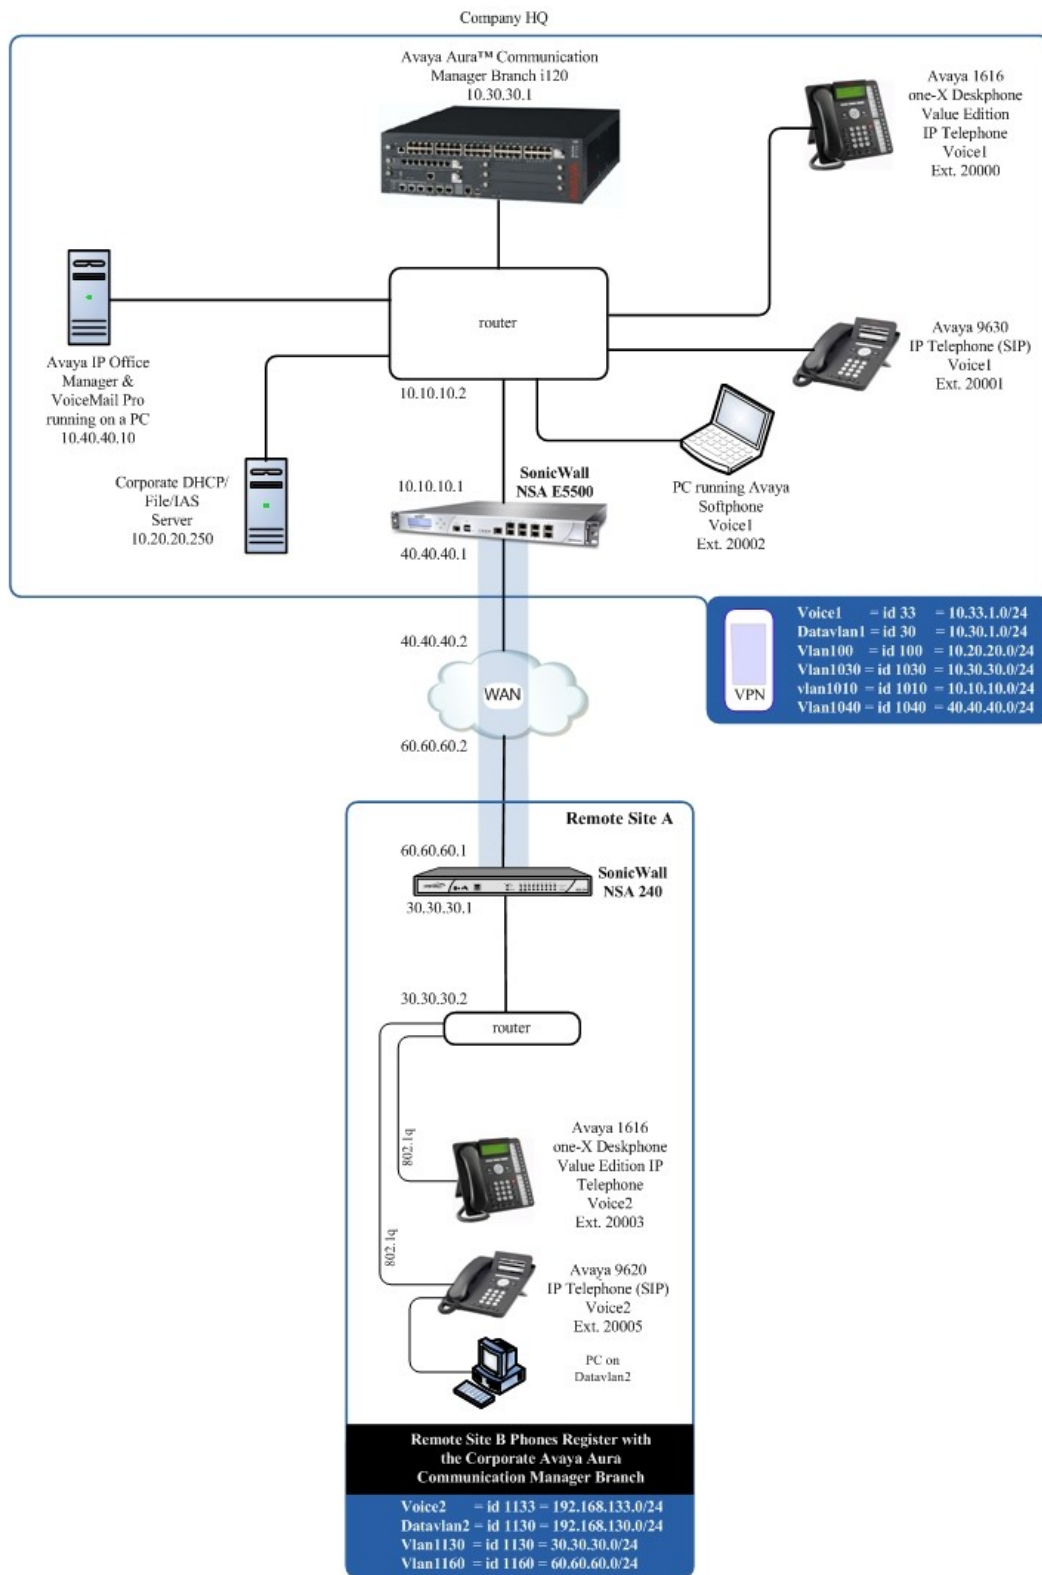 Company HQ
Avaya Aura™ Communication
Manager Branch i120
10.30.30.1
Avaya 1616
one-X Deskphone
Value Edition
IP Telephone
Voice1
Ext. 20000
router
10.10.10.2
Avaya IP Office
Manager &
VoiceMail Pro
running on a PC
10.40.40.10
Avaya 9630
IP Telephone (SIP)
Voice1
Ext. 20001
Corporate DHCP/
File/IAS
Server
10.20.20.250
10.10.10.1
SonicWall
NSA E5500
40.40.40.1
PC running Avaya
Softphone
Voice1
Ext. 20002
VPN
Voice1 = id 33 = 10.33.1.0/24
Datavlan1 = id 30 = 10.30.1.0/24
Vlan100 = id 100 = 10.20.20.0/24
Vlan1030 = id 1030 = 10.30.30.0/24
vlan1010 = id 1010 = 10.10.10.0/24
Vlan1040 = id 1040 = 40.40.40.0/24
40.40.40.2
WAN
60.60.60.2
Remote Site A
60.60.60.1
SonicWall
NSA 240
30.30.30.1
30.30.30.2
router
802.1q
Avaya 1616
one-X Deskphone
Value Edition IP
Telephone
Voice2
Ext. 20003
802.1q
Avaya 9620
IP Telephone (SIP)
Voice2
Ext. 20005
PC on
Datavlan2
Remote Site B Phones Register with
the Corporate Avaya Aura
Communication Manager Branch
Voice2 = id 1133 = 192.168.133.0/24
Datavlan2 = id 1130 = 192.168.130.0/24
Vlan1130 = id 1130 = 30.30.30.0/24
Vlan1160 = id 1160 = 60.60.60.0/24